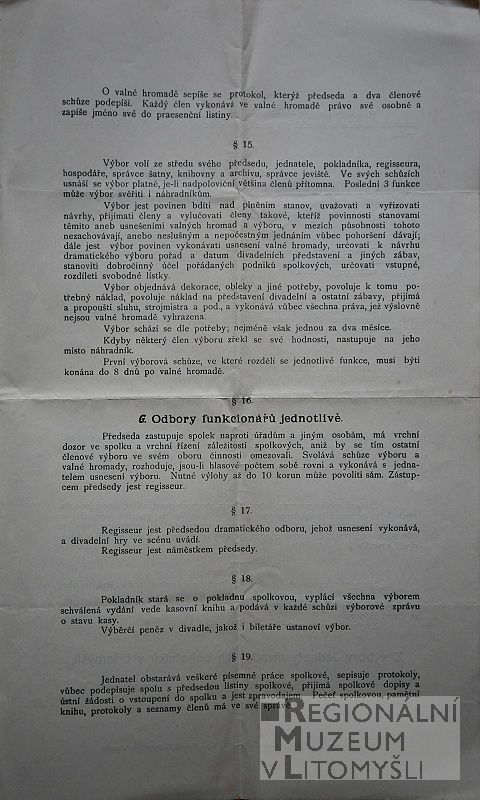 O valné hromadě sepíše se protokol, kterýž předseda a dva členové
schůze podepíší. Každý člen vykonává ve valné hromadě právo své osobně a
zapíše jméno své do praesenční listiny.
§ 15.
Výbor volí ze středu svého předsedu, jednatele, pokladníka, regisseura,
hospodáře, správce šatny, knihovny a archivu, správce jeviště. Ve svých schůzích
usnáší se výbor platně, je-li nadpoloviční většina členů přítomna. Poslední 3 funkce
může výbor svěřiti i náhradníkům.
Výbor jest povinen bdíti nad plněním stanov, uvažovati a vyřizovati
návrhy, přijímati členy a vylučovati členy takové, kteříž povinnosti stanovami
těmito aneb usneseními valných hromad a výboru, v mezích působnosti tohoto
nezachovávají, anebo neslušným a nepočestným jednáním vůbec pohoršení dávají;
dále jest výbor povinen vykonávati usnesení valné hromady, určovati k návrhu
dramatického výboru pořad a datum divadelních představení a jiných zábav,
stanoviti dobročinný účel pořádaných podniků spolkových, určovati vstupné,
rozdíleti svobodné lístky.
Výbor objednává dekorace, obleky a jiné potřeby, povoluje k tomu po-
třebný náklad, povoluje náklad na představení divadelní a ostatní zábavy, přijímá
a propouští sluhu, strojmistra a pod., a vykonává vůbec všechna práva, jež výslovně
nejsou valné hromadě vyhrazena.
Výbor schází se dle potřeby; nejméně však jednou za dva měsíce.
Kdyby některý člen výboru zřekl se své hodnosti, nastupuje na jeho
místo náhradník.
První výborová schůze, ve které rozdělí se jednotlivé funkce, musí býti
konána do 8 dnů po valné hromadě.
§ 16.
G. Odbory funkcionářů jednotlivě.
Předseda zastupuje spolek naproti úřadům a jiným osobám, má vrchní
dozor ve spolku a vrchní řízení záležitostí spolkových, aniž by se tím ostatní
členové výboru ve svém oboru činnosti omezovali. Svolává schůze výboru a
valné hromady, rozhoduje, jsou-li hlasové počtem sobě rovni a vykonává s jedna-
telem usnesení výboru. Nutné výlohy až do 10 korun může povoliti sám. Zástup-
cem předsedy jest regisseur.
§ 17.
Regisseur jest předsedou dramatického odboru, jehož usnesení vykonává,
a divadelní hry ve scénu uvádí.
Regisseur jest náměstkem předsedy.
§ 18.
Pokladník stará se o pokladnu spolkovou, vyplácí všechna výborem
schválená vydání vede kasovní knihu a podává v každé schůzi výborové zprávu
o stavu kasy.
Výběrčí peněz v divadle, jakož i biletáře ustanoví výbor.
§ 19.
Jednatel obstarává veškeré písemné práce spolkové, sepisuje protokoly,
vůbec podepisuje spolu s předsedou listiny spolkové, přijímá spolkové dopisy a
ústní žádosti o vstoupení do spolku a jest zpravodajem. Pečeť spolkovou, pamětní
knihu, protokoly a seznamy členů má ve své správě.
REGIONÁLNÍ
MUZEUM
V LITOMYŠLI